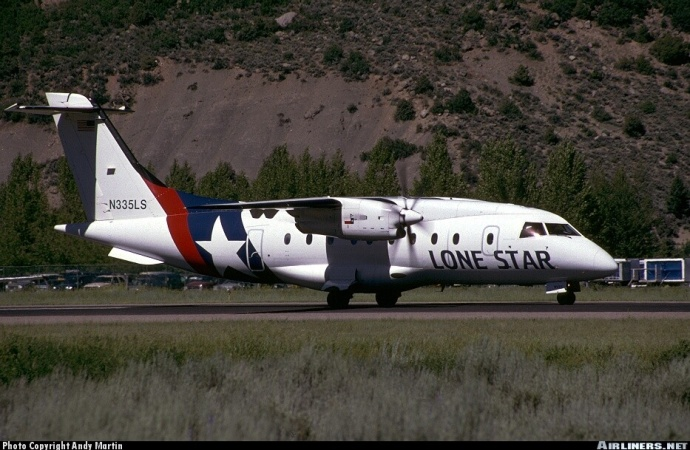 N335LS
LONE STAR
Photo Copyright Andy Martin
AIRLINERS.NET